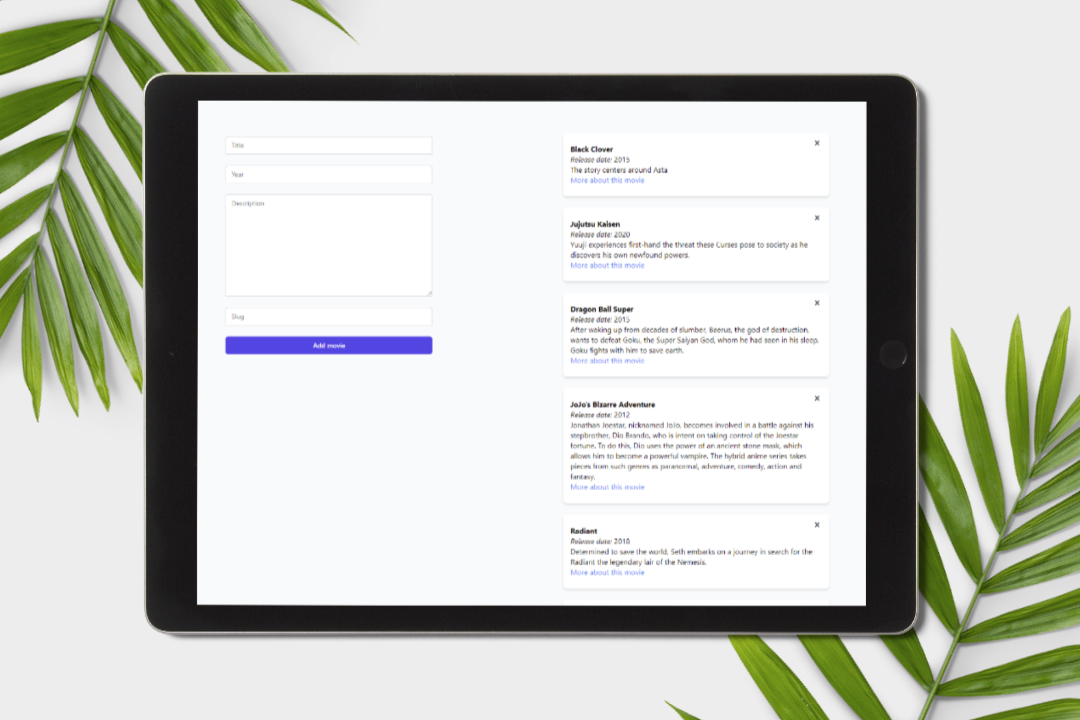 Title
Year
Description
Slug
Add movie
×
Black Clover
Release date: 2015
The story centers around Asta
More about this movie
×
Jujutsu Kaisen
Release date: 2020
Yuuji experiences first-hand the threat these Curses pose to society as he
discovers his own newfound powers.
More about this movie
×
Dragon Ball Super
Release date: 2015
After waking up from decades of slumber, Beerus, the god of destruction,
wants to defeat Goku, the Super Saiyan God, whom he had seen in his sleep.
Goku fights with him to save earth.
More about this movie
×
JoJo's Bizarre Adventure
Release date: 2012
Jonathan Joestar, nicknamed JoJo, becomes involved in a battle against his
stepbrother, Dio Brando, who is intent on taking control of the Joestar
fortune. To do this, Dio uses the power of an ancient stone mask, which
allows him to become a powerful vampire. The hybrid anime series takes
pieces from such genres as paranormal, adventure, comedy, action and
fantasy.
More about this movie
×
Radiant
Release date: 2018
Determined to save the world, Seth embarks on a journey in search for the
Radiant the legendary lair of the Nemesis.
More about this movie